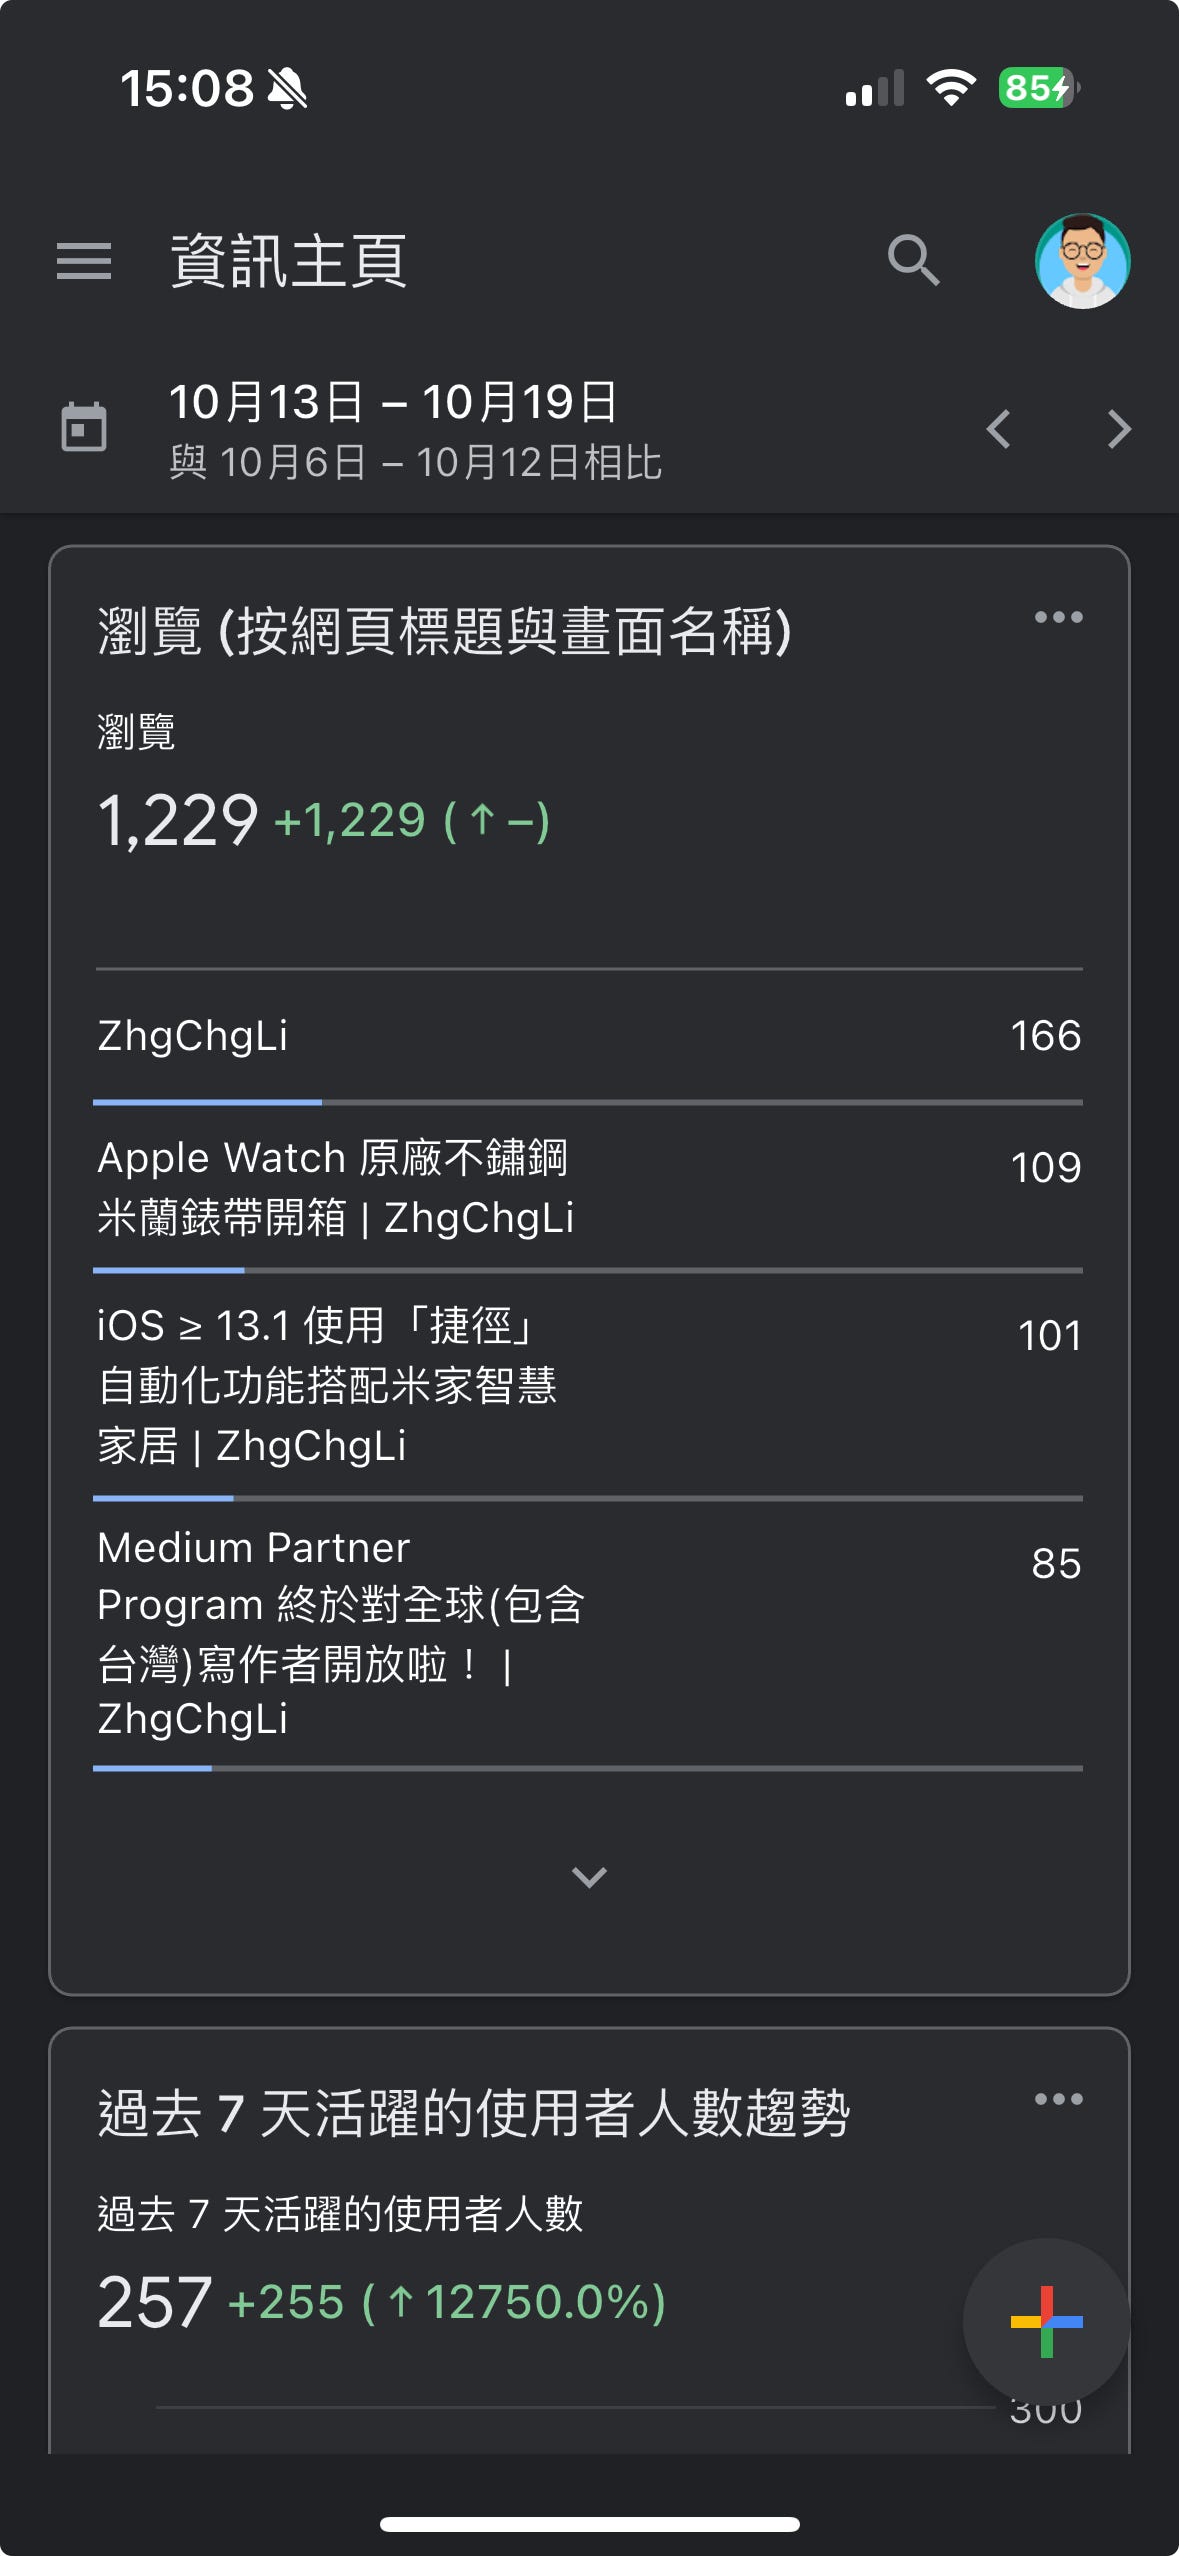 15:08
85
資訊主頁
10月13日 – 10月19日
與 10月6日 – 10月12日相比
瀏覽 (按網頁標題與畫面名稱)
瀏覽
1,229 +1,229 (↑–)
ZhgChgLi 166
Apple Watch 原廠不鏽鋼 109
米蘭錶帶開箱 | ZhgChgLi
iOS ≥ 13.1 使用「捷徑」 101
自動化功能搭配米家智慧
家居 | ZhgChgLi
Medium Partner 85
Program 終於對全球(包含
台灣)寫作者開放啦！ |
ZhgChgLi
過去 7 天活躍的使用者人數趨勢
過去 7 天活躍的使用者人數
257 +255 (↑12750.0%)
300